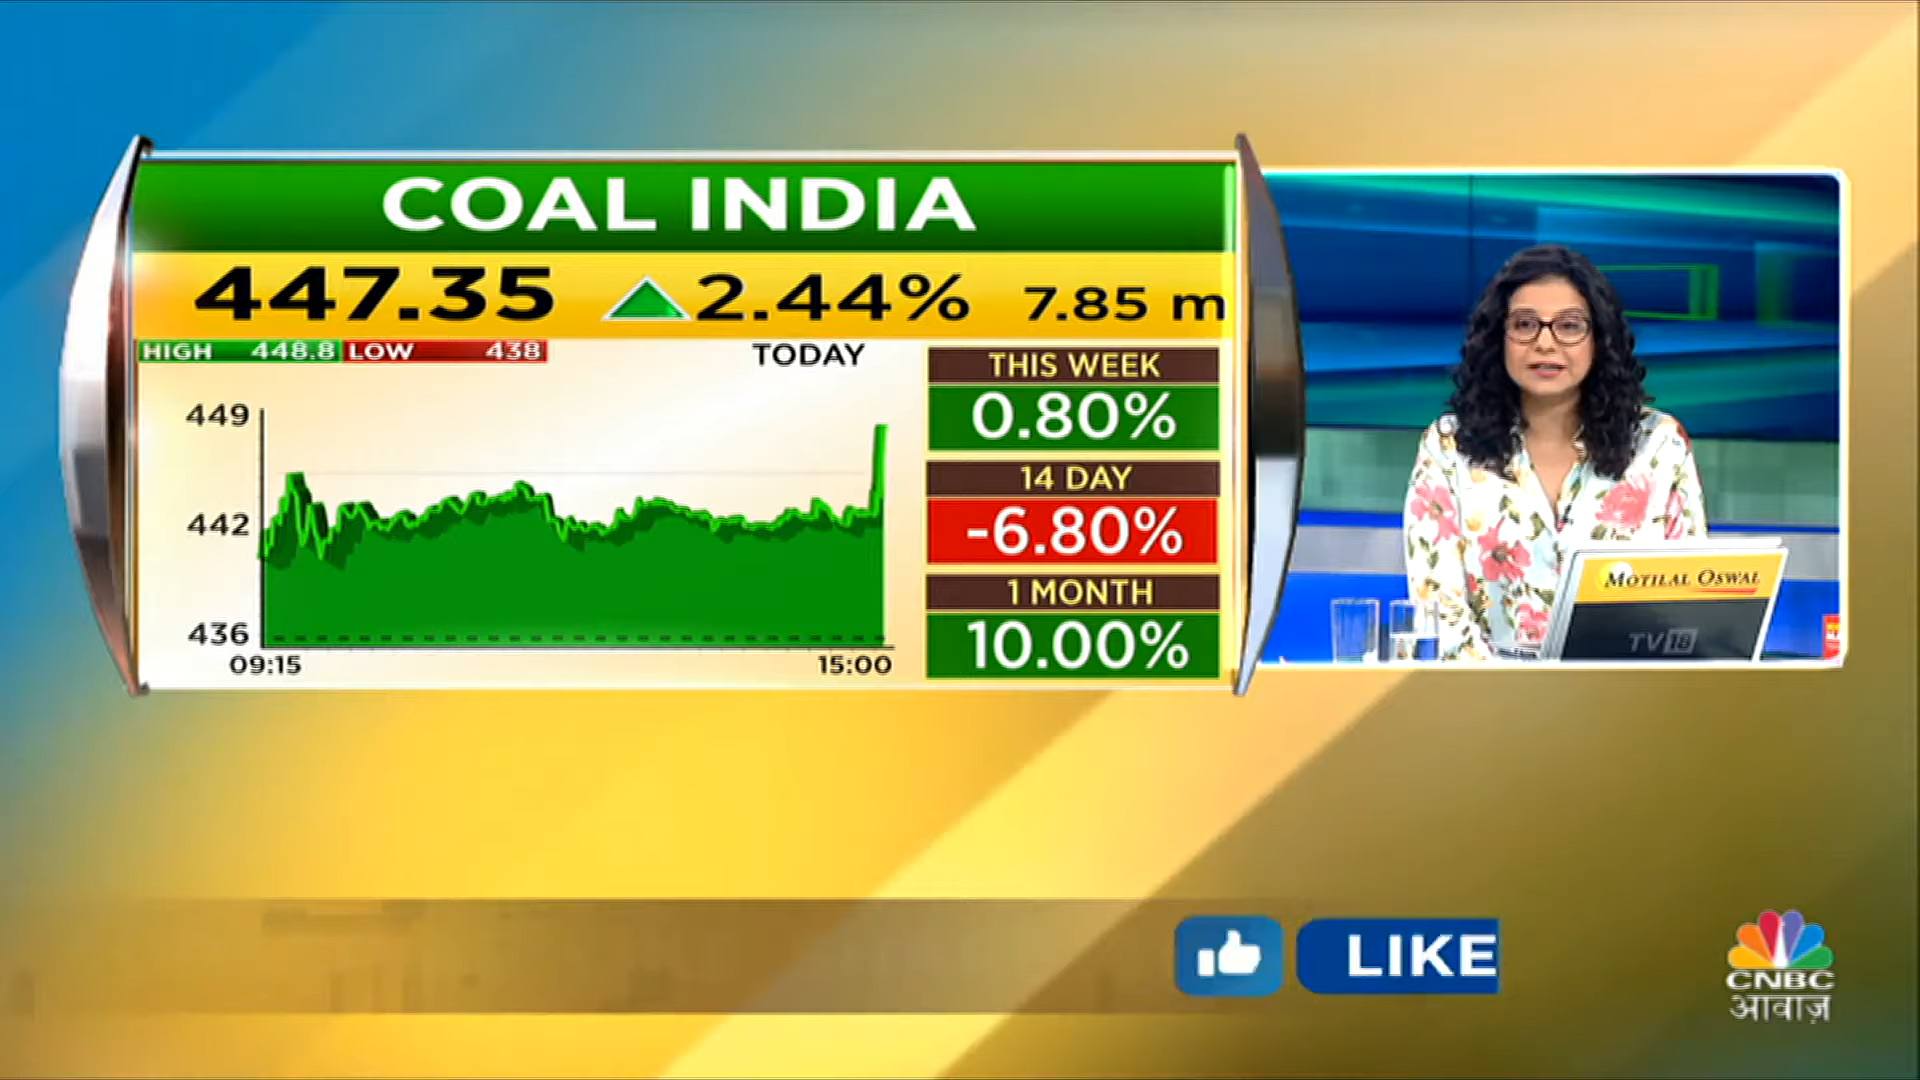 COAL INDIA
447.35 2.44% 7.85 m
HIGH 448.8 LOW 438
TODAY
449
442
436
09:15 15:00
THIS WEEK
0.80%
14 DAY
-6.80%
1 MONTH
10.00%
MOTILAL OSWAL
TV18
LIKE
CNBC
आवाज़